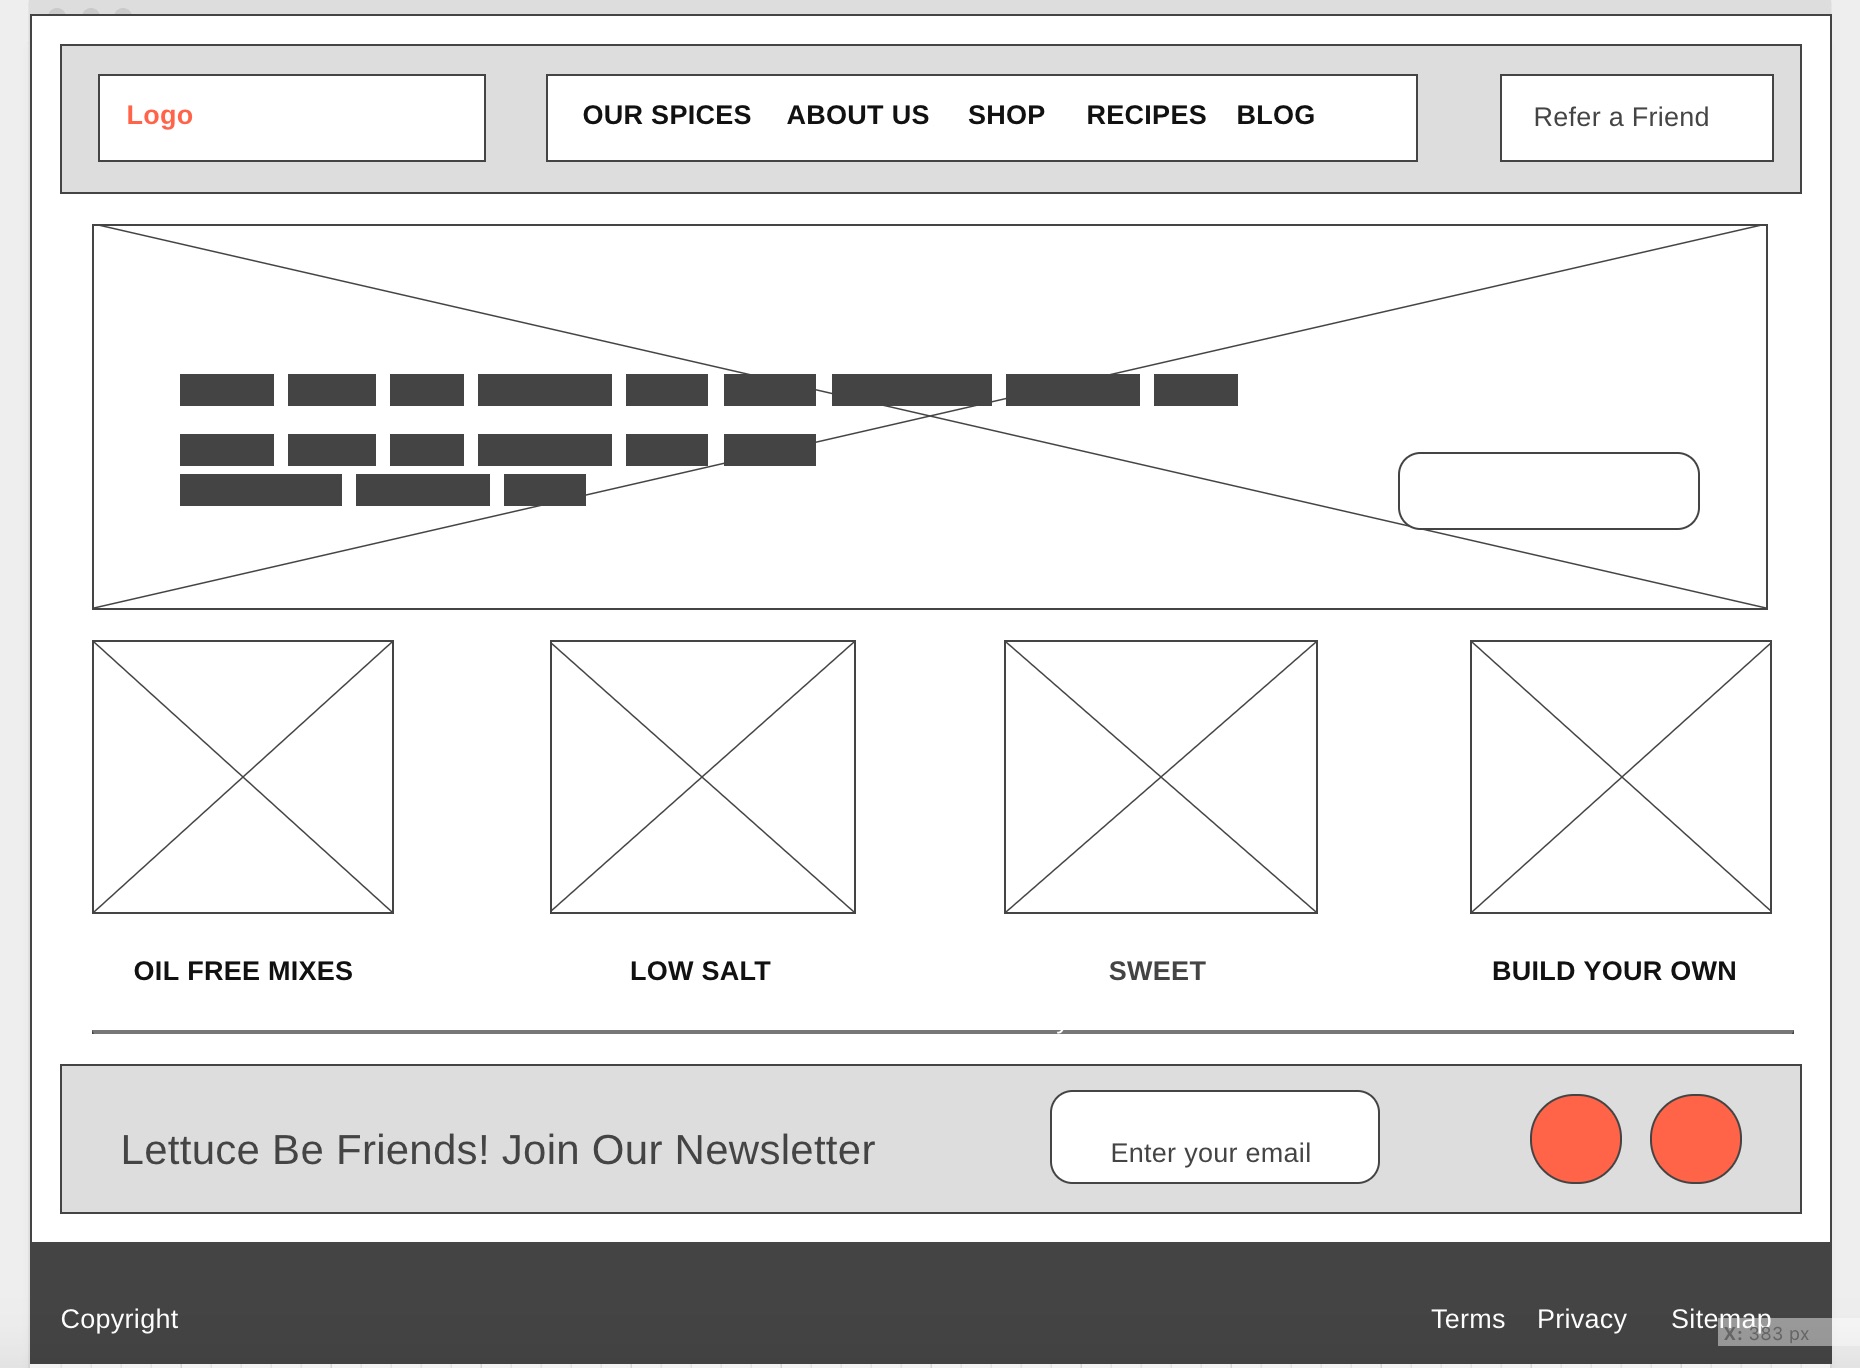 Logo
OUR SPICES ABOUT US SHOP RECIPES BLOG
Refer a Friend
OIL FREE MIXES
LOW SALT
SWEET
BUILD YOUR OWN
Lettuce Be Friends! Join Our Newsletter
Enter your email
Copyright
Terms Privacy Sitemap
X: 383 px